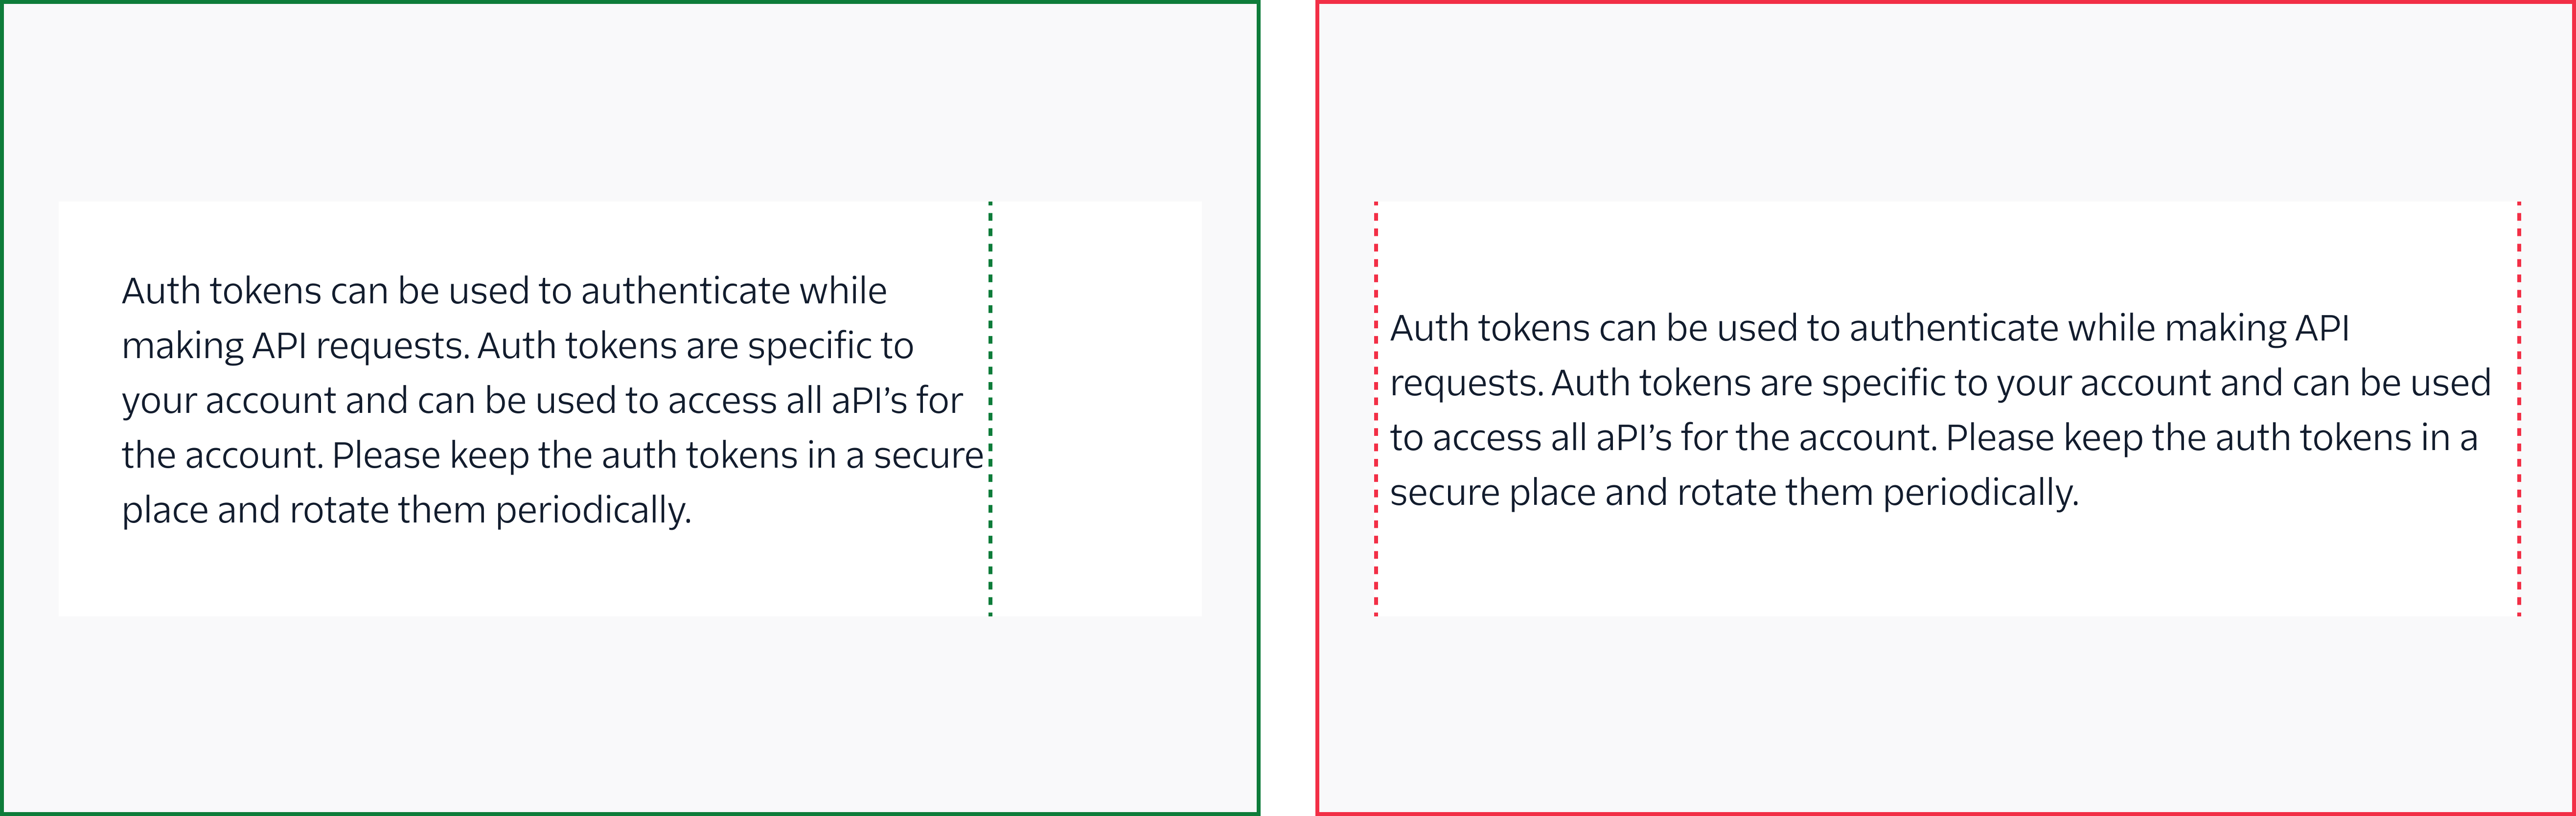 Auth tokens can be used to authenticate while
making API requests. Auth tokens are specific to
your account and can be used to access all aPI’s for
the account. Please keep the auth tokens in a secure
place and rotate them periodically.
Auth tokens can be used to authenticate while making API
requests. Auth tokens are specific to your account and can be used
to access all aPI’s for the account. Please keep the auth tokens in a
secure place and rotate them periodically.